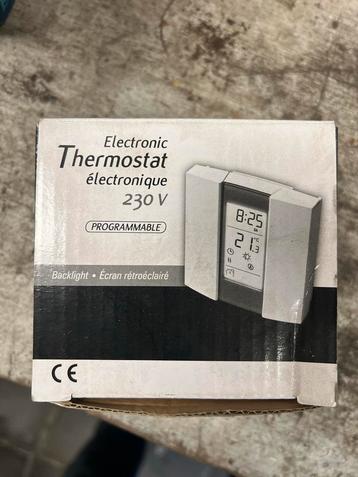 Electronic
Thermostat
électronique
230 V
PROGRAMMABLE
Backlight • Écran rétroéclairé
8:25
21.3 °C
CE